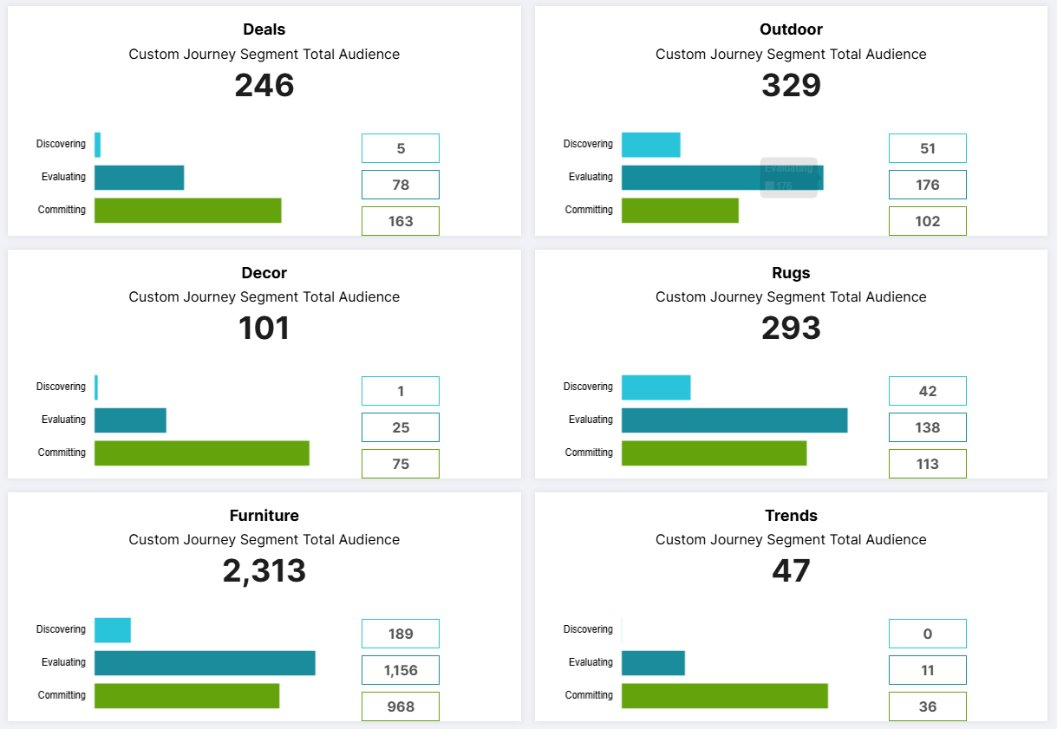 Deals
Custom Journey Segment Total Audience
246
Discovering 5
Evaluating 78
Committing 163
Outdoor
Custom Journey Segment Total Audience
329
Discovering 51
Evaluating 176
Evaluating
176
Committing 102
Decor
Custom Journey Segment Total Audience
101
Discovering 1
Evaluating 25
Committing 75
Rugs
Custom Journey Segment Total Audience
293
Discovering 42
Evaluating 138
Committing 113
Furniture
Custom Journey Segment Total Audience
2,313
Discovering 189
Evaluating 1,156
Committing 968
Trends
Custom Journey Segment Total Audience
47
Discovering 0
Evaluating 11
Committing 36